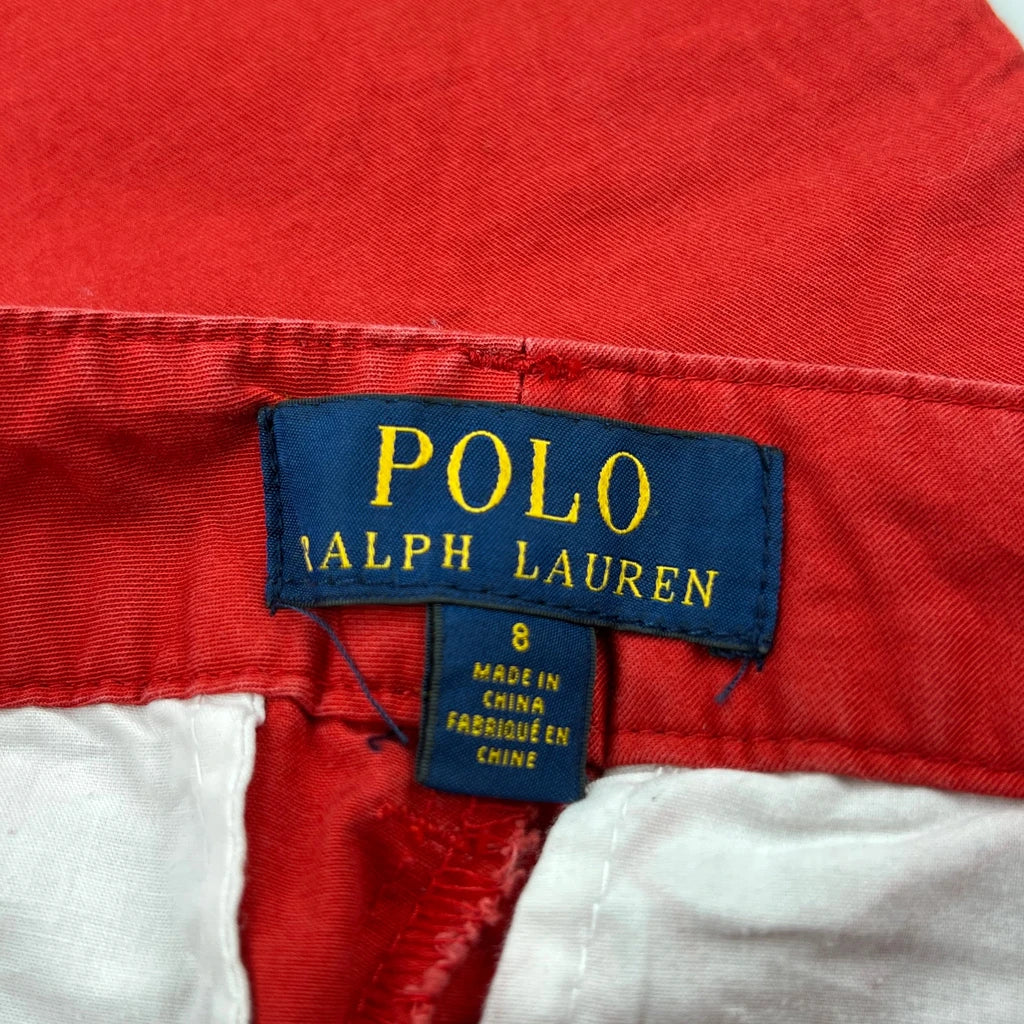 POLO
RALPH LAUREN
8
MADE IN
CHINA
FABRIQUÉ EN
CHINE